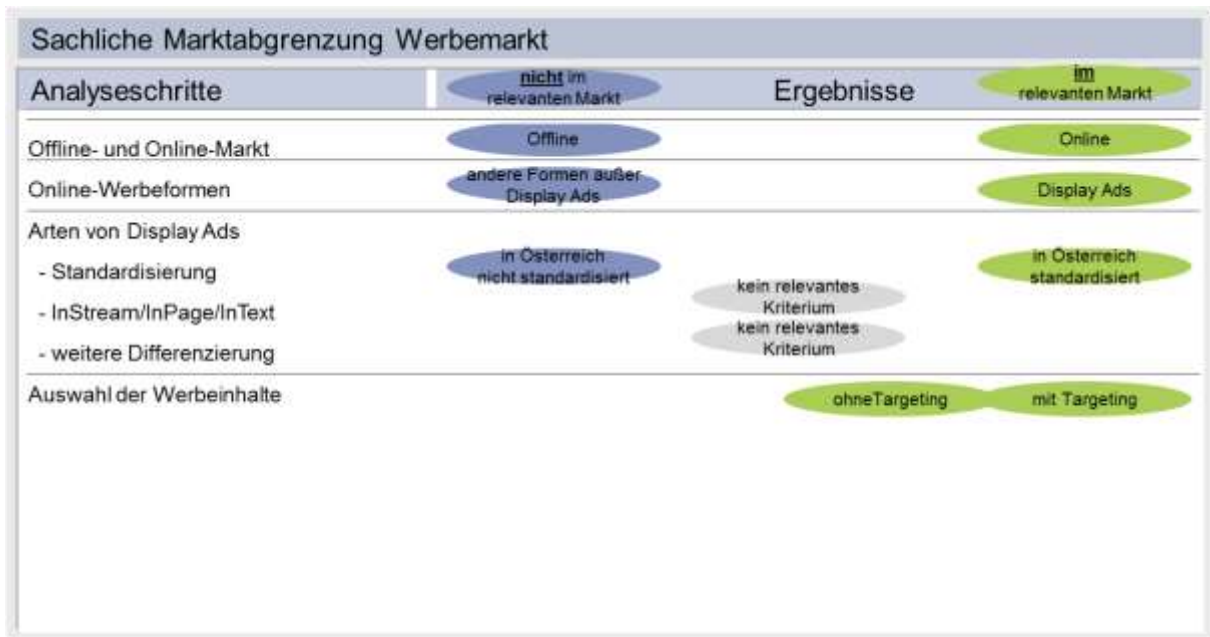 Sachliche Marktabgrenzung Werbemarkt
Analyseschritte
nicht im
relevanten Markt
Ergebnisse
im
relevanten Markt
Offline- und Online-Markt
Offline
Online
Online-Werbeformen
andere Formen außer
Display Ads
Display Ads
Arten von Display Ads
- Standardisierung
in Österreich
nicht standardisiert
in Österreich
standardisiert
- InStream/InPage/InText
kein relevantes
Kriterium
- weitere Differenzierung
kein relevantes
Kriterium
Auswahl der Werbeinhalte
ohneTargeting
mit Targeting